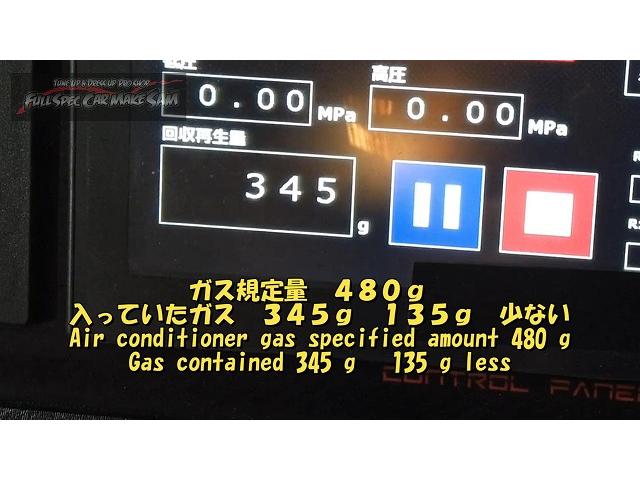 TUNE UP & DRESS UP PRO SHOP
FULLSPEC CAR MAKE SAM
低圧
高圧
0.00 MPa
0.00 MPa
回収再生量
345 g
ガス規定量 480g
入っていたガス 345g 135g 少ない
Air conditioner gas specified amount 480 g
Gas contained 345 g 135 g less
CONTROL PANEL